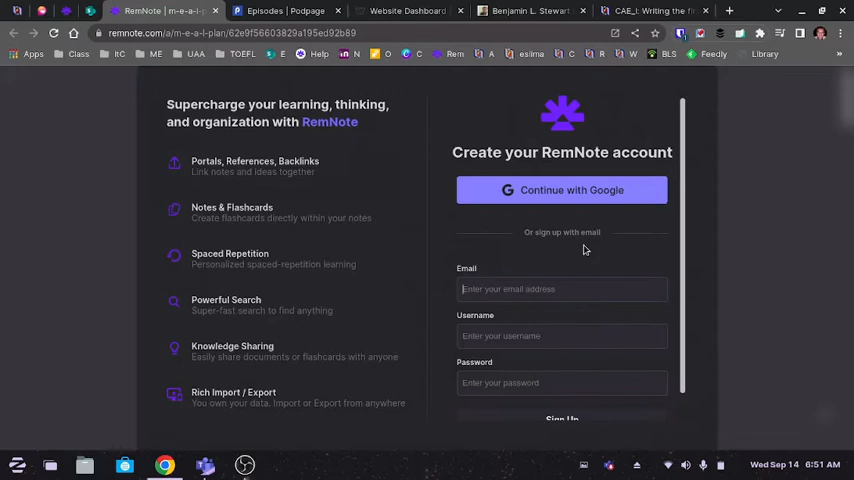 RemNote | m-e-a-l-p
Episodes | Podpage
Website Dashboard
Benjamin L. Stewart
CAE_I: Writing the fir
remnote.com/a/m-e-a-l-plan/62e9f56603829a195ed92b89
Apps
Chess
ItC
ME
UAA
TOEFL
E
Help
N
O
C
Rem
A
eslima
R
W
BLS
Feedly
Library
Supercharge your learning, thinking,
and organization with RemNote
Portals, References, Backlinks
Link notes and ideas together
Notes & Flashcards
Create flashcards directly within your notes
Spaced Repetition
Personalized spaced-repetition learning
Powerful Search
Super-fast search to find anything
Knowledge Sharing
Easily share documents or flashcards with anyone
Rich Import / Export
You own your data. Import or Export from anywhere
Create your RemNote account
Continue with Google
Or sign up with email
Email
Enter your email address
Username
Enter your username
Password
Enter your password
Sign Up
Wed Sep 14 6:51 AM